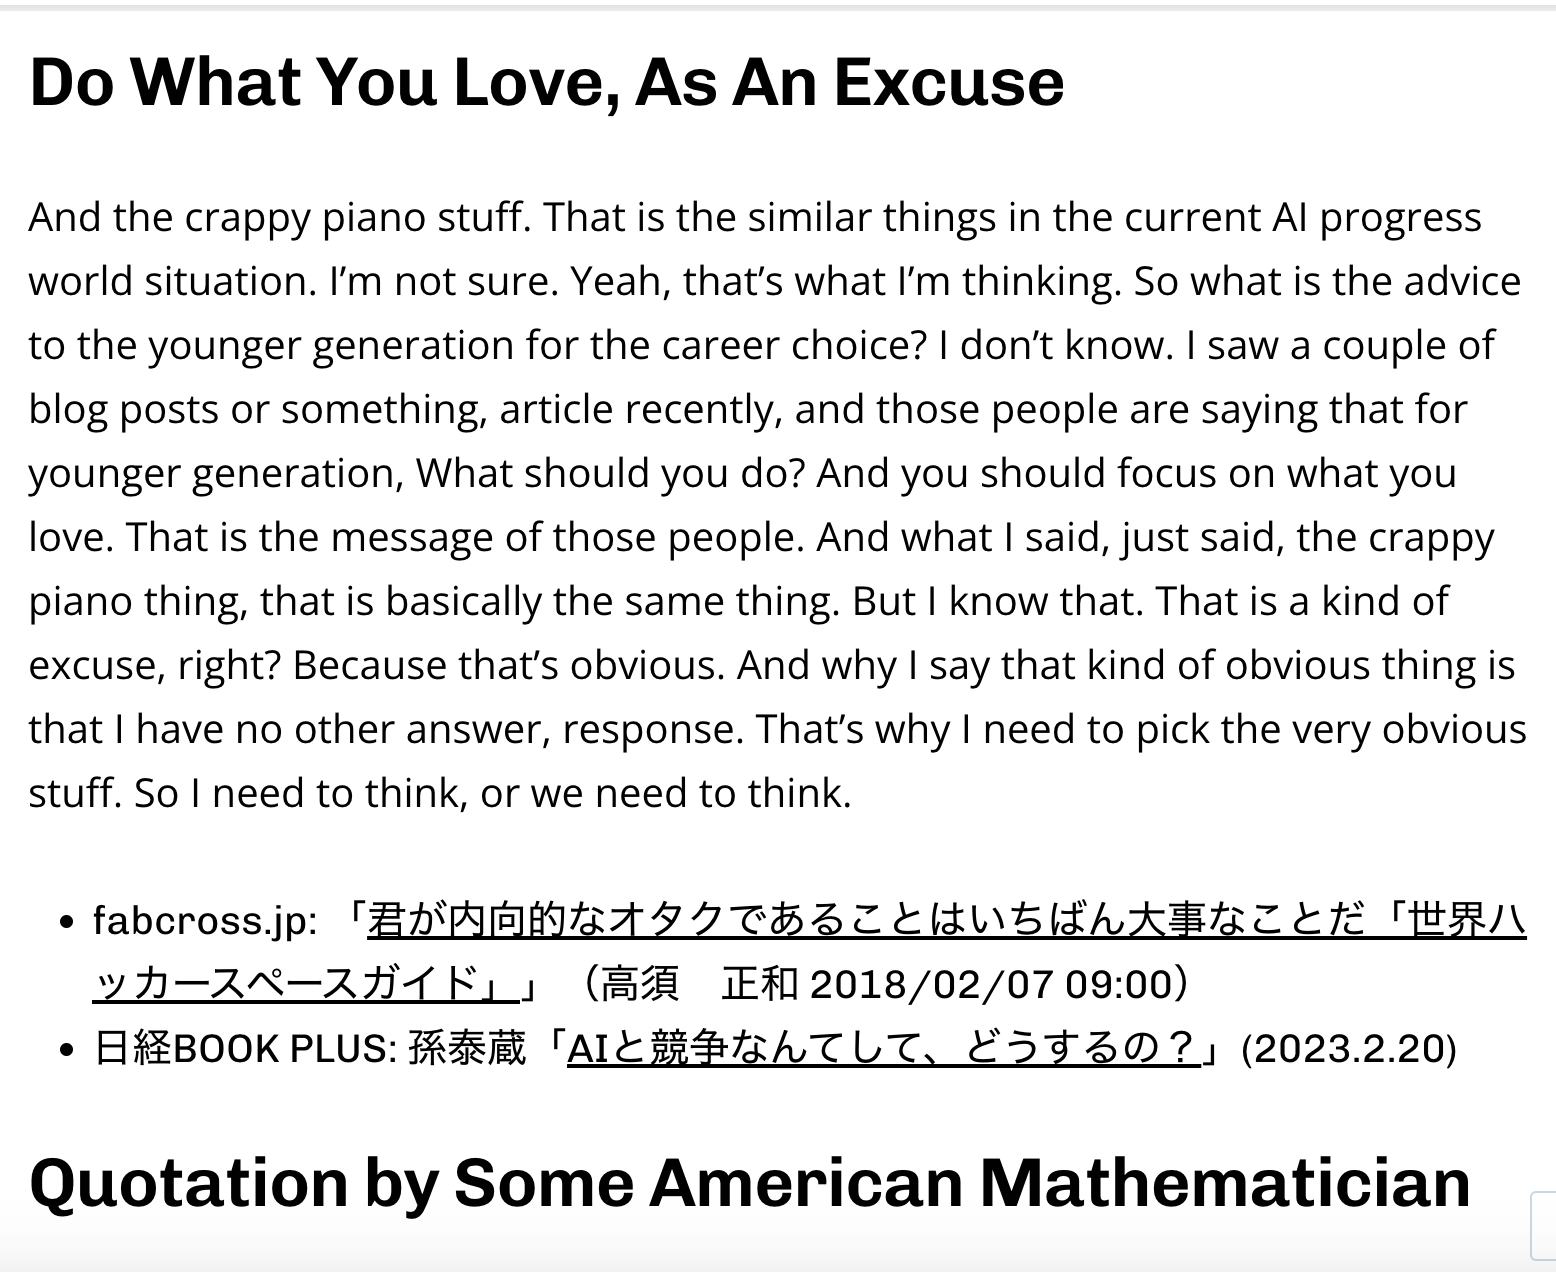 Do What You Love, As An Excuse
And the crappy piano stuff. That is the similar things in the current AI progress
world situation. I’m not sure. Yeah, that’s what I’m thinking. So what is the advice
to the younger generation for the career choice? I don’t know. I saw a couple of
blog posts or something, article recently, and those people are saying that for
younger generation, What should you do? And you should focus on what you
love. That is the message of those people. And what I said, just said, the crappy
piano thing, that is basically the same thing. But I know that. That is a kind of
excuse, right? Because that’s obvious. And why I say that kind of obvious thing is
that I have no other answer, response. That’s why I need to pick the very obvious
stuff. So I need to think, or we need to think.
• fabcross.jp: 「君が内向的なオタクであることはいちばん大事なことだ「世界ハ
ッカースペースガイド」」（高須　正和 2018/02/07 09:00）
• 日経BOOK PLUS: 孫泰蔵「AIと競争なんてして、どうするの？」(2023.2.20)
Quotation by Some American Mathematician